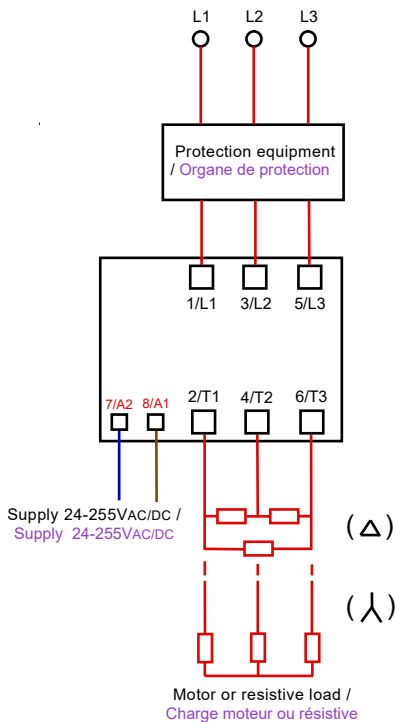 L1 L2 L3
Protection equipment
/ Organe de protection
1/L1 3/L2 5/L3
7/A2 8/A1 2/T1 4/T2 6/T3
Supply 24-255VAC/DC /
Supply 24-255VAC/DC
(△)
(⅄)
Motor or resistive load /
Charge moteur ou résistive